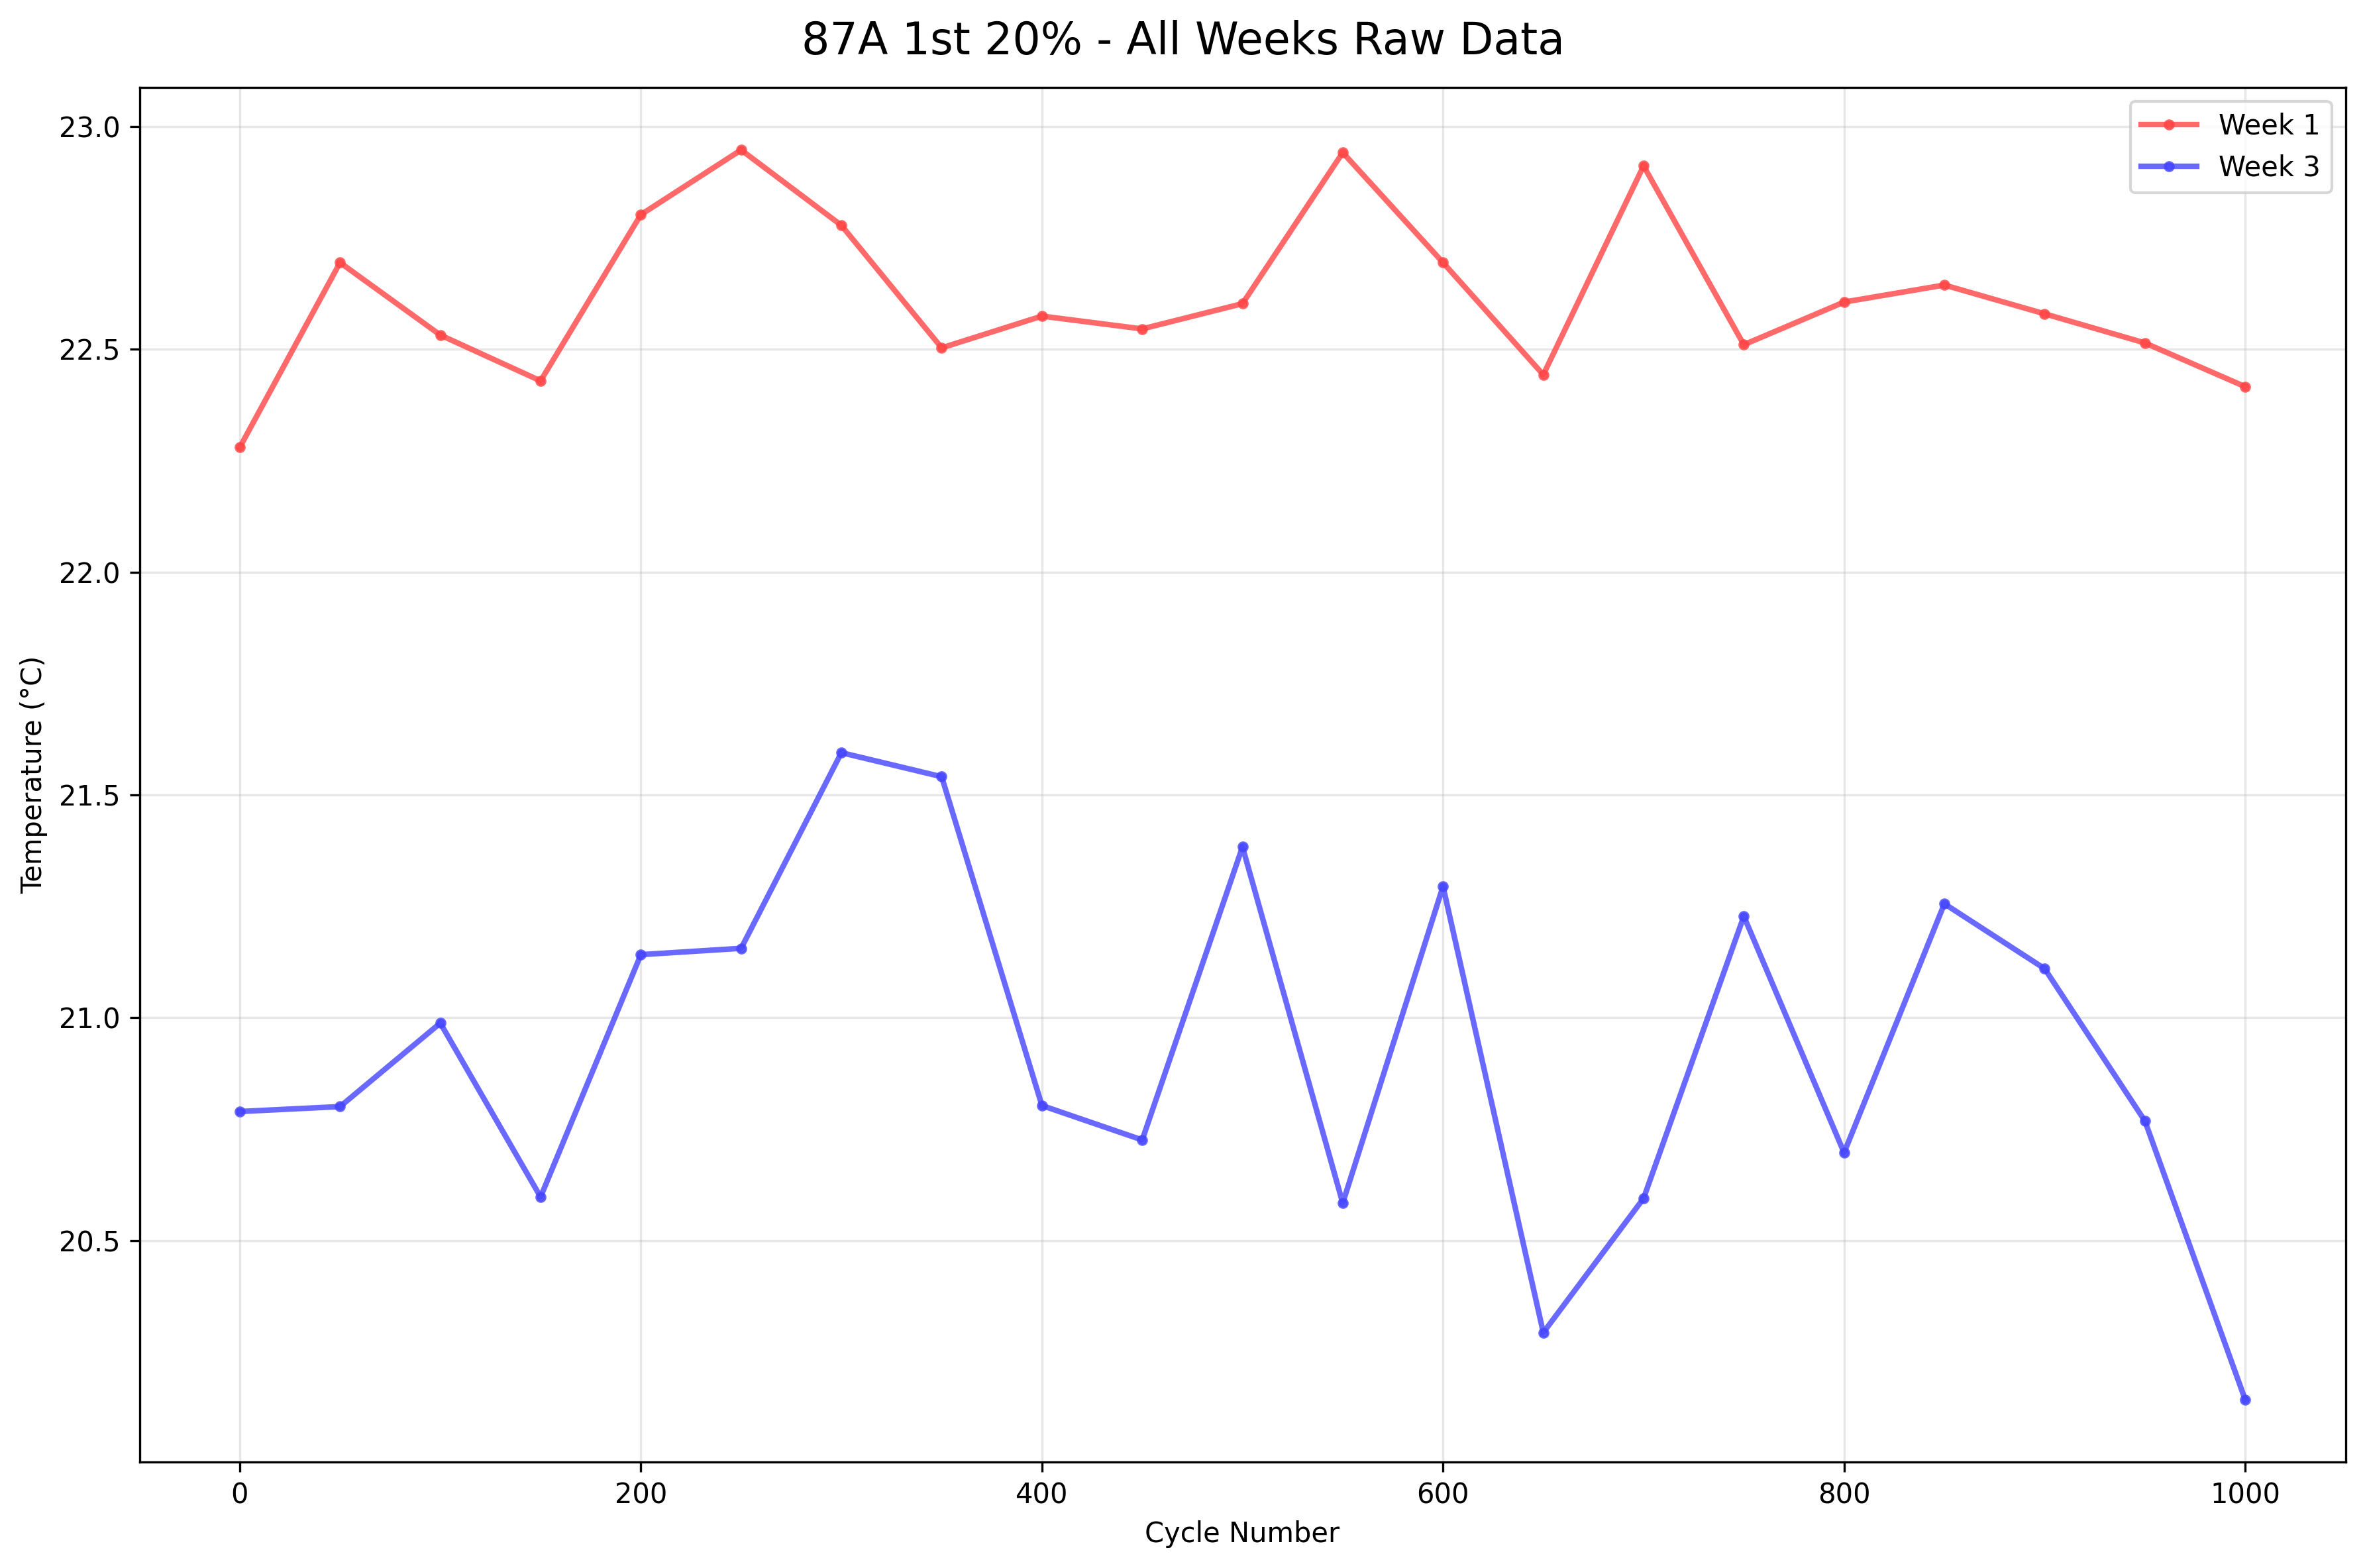 87A 1st 20% - All Weeks Raw Data
Week 1
Week 3
Temperature (°C)
23.0
22.5
22.0
21.5
21.0
20.5
0 200 400 600 800 1000
Cycle Number